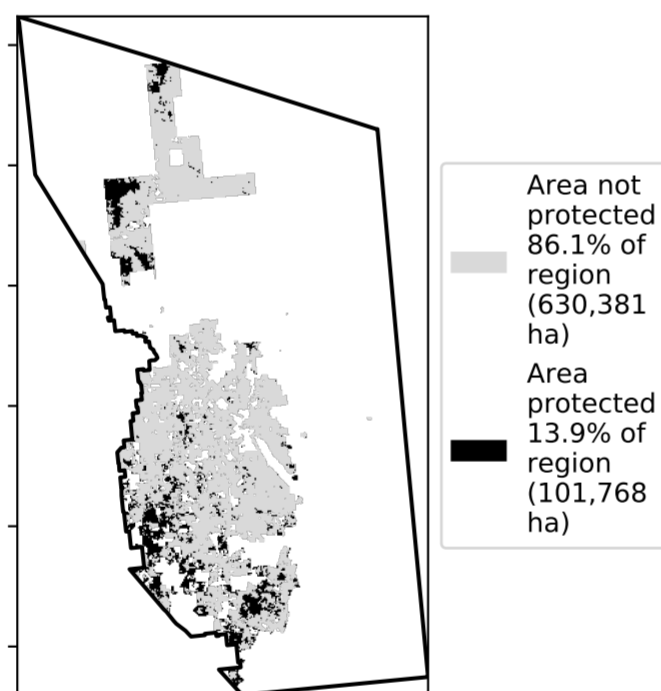 Area not
protected
86.1% of
region
(630,381
ha)
Area
protected
13.9% of
region
(101,768
ha)